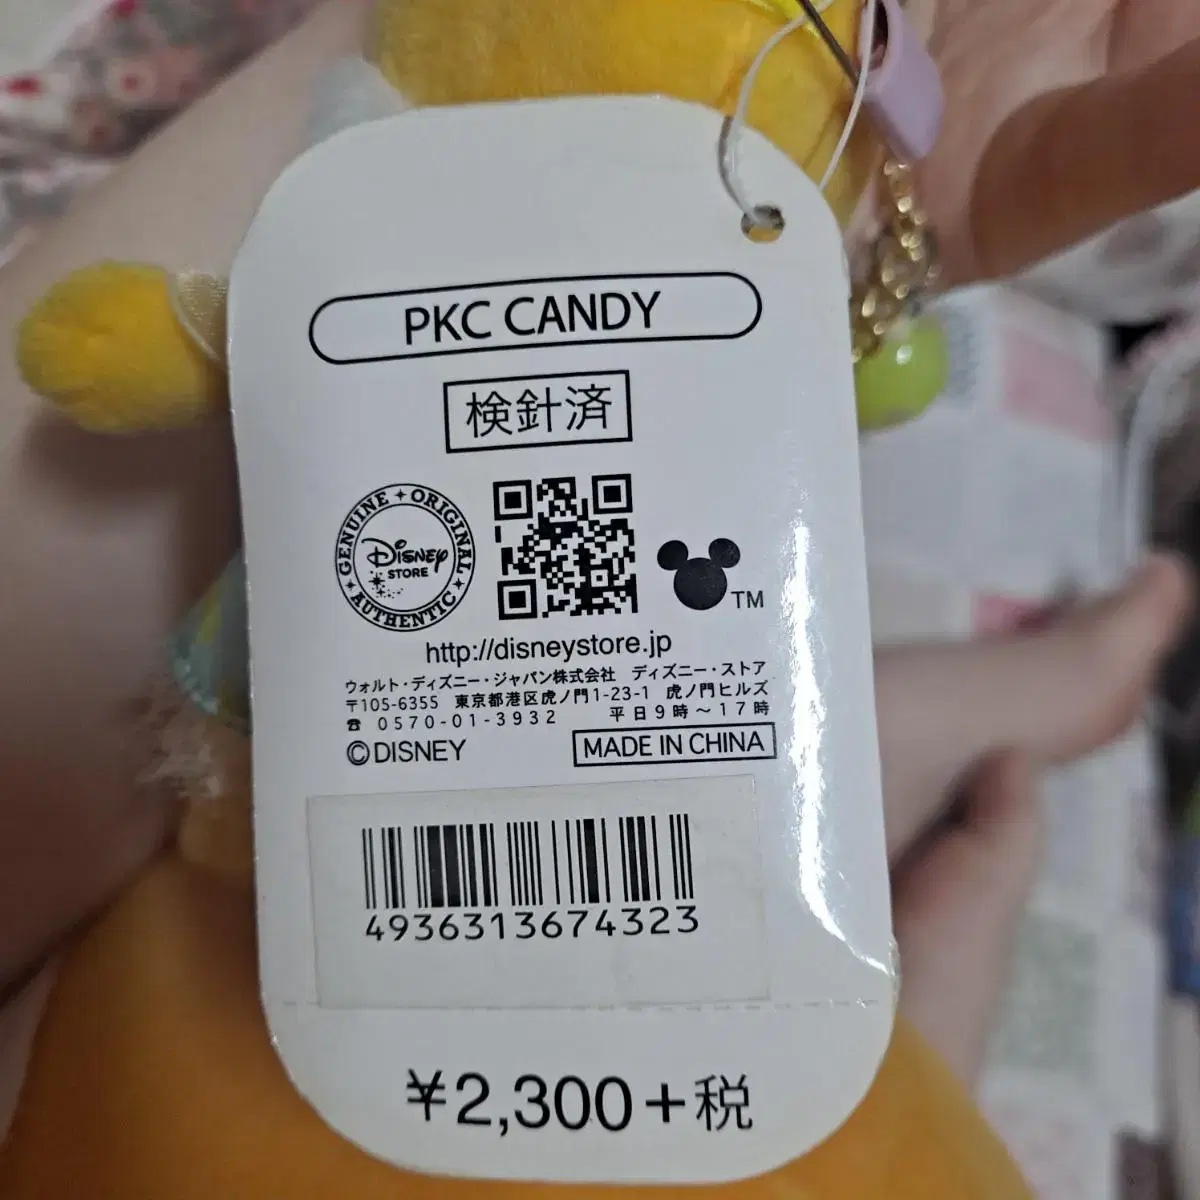 PKC CANDY
検針済
GENUINE ✦ ORIGINAL ✦ AUTHENTIC ✦
Disney
STORE
TM
http://disneystore.jp
ウォルト・ディズニー・ジャパン株式会社 ディズニー・ストア
〒105-6355 東京都港区虎ノ門1-23-1 虎ノ門ヒルズ
☎ 0570-01-3932 平日9時～17時
©DISNEY MADE IN CHINA
4936313674323
¥2,300+税